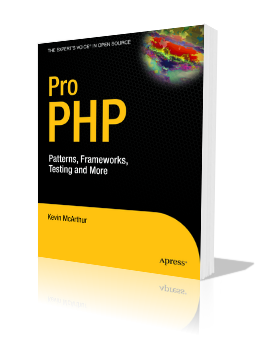 THE EXPERT'S VOICE® IN OPEN SOURCE
Pro
PHP
Patterns, Frameworks,
Testing and More
Kevin McArthur
Apress®